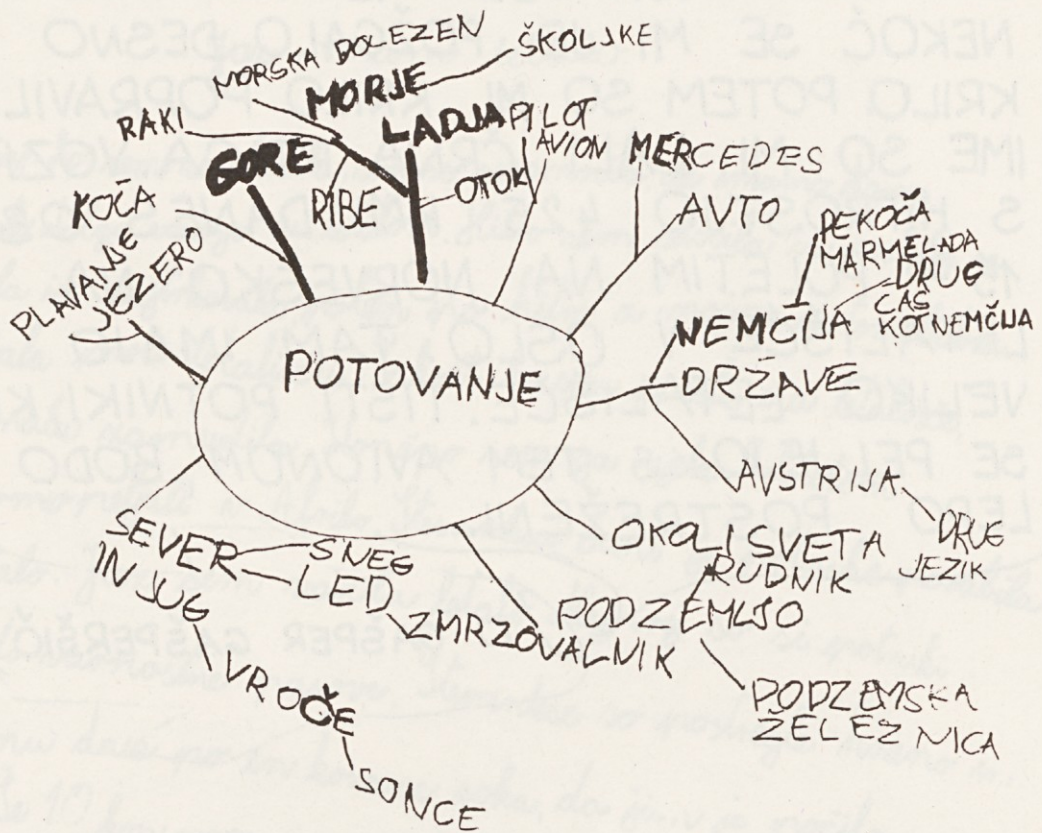 MORSKA BOLEZEN
ŠKOLJKE
MORJE
RAKI
LADJA
PILOT
AVION
GORE
RIBE
OTOK
MERCEDES
AVTO
KOČA
PLAVANJE
JEZERO
PEKOČA
MARMELADA
DRUG
ČAS
KOT NEMČIJA
NEMČIJA
DRŽAVE
POTOVANJE
AVSTRIJA
DRUG
JEZIK
OKOLI SVETA
RUDNIK
PODZEMLJO
PODZEMSKA
ŽELEZNICA
SEVER
IN JUG
SNEG
LED
ZMRZOVALNIK
VROČE
SONCE